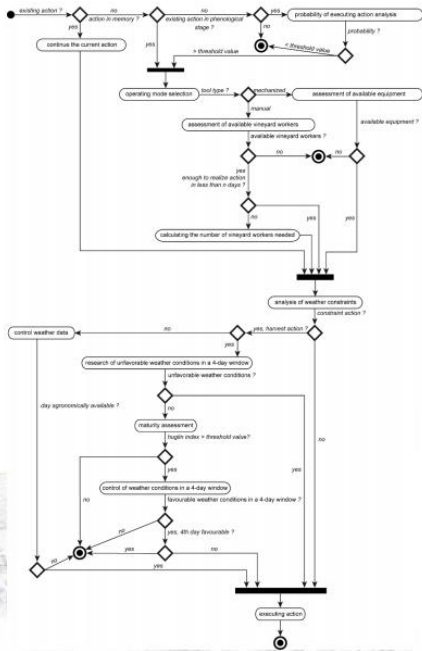 existing action ?
no
action in memory ?
no
existing action in phenological
stage ?
no
yes
probability of executing action analysis
yes
yes
no
probability ?
continue the current action
> threshold value
< threshold value
operating mode selection
tool type ?
mechanized
assessment of available equipment
manual
assessment of available vineyard workers
available vineyard workers ?
available equipment ?
no
no
yes
enough to realize action
in less than n days ?
no
yes
yes
calculating the number of vineyard workers needed
analysis of weather constraints
constraint action ?
control weather data
no
yes, harvest action ?
yes
research of unfavorable weather conditions in a 4-day window
unfavorable weather conditions ?
day agronomically available ?
no
maturity assessment
no
huglin index > threshold value?
yes
yes
no
control of weather conditions in a 4-day window
favourable weather conditions in a 4-day window ?
no
yes, 4th day favourable ?
yes
no
no
yes
executing action